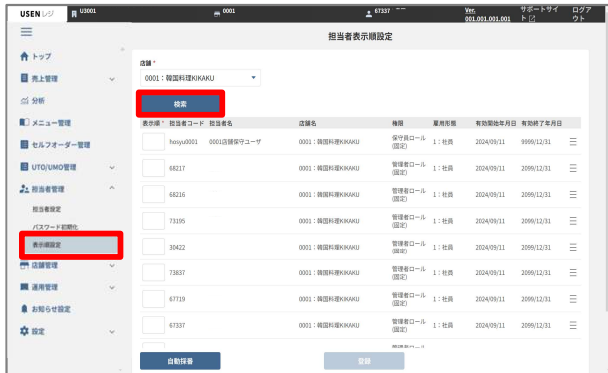 USENレジ U3001 0001 67337 ーー Ver. 001.001.001.001 サポートサイト ログアウト
担当者表示順設定
トップ
売上管理
分析
メニュー管理
セルフオーダー管理
UTO/UMO管理
担当者管理
担当者設定
パスワード初期化
表示順設定
店舗管理
運用管理
お知らせ設定
設定
店舗 *
0001：韓国料理KIKAKU
検索
表示順 * 担当者コード 担当者名 店舗名 権限 雇用形態 有効開始年月日 有効終了年月日
hosyu0001 0001店舗保守ユーザ 0001：韓国料理KIKAKU 保守員ロール(固定) 1：社員 2024/09/11 9999/12/31
68217 0001：韓国料理KIKAKU 管理者ロール(固定) 1：社員 2024/09/11 2099/12/31
68216 0001：韓国料理KIKAKU 管理者ロール(固定) 1：社員 2024/09/11 2099/12/31
73195 0001：韓国料理KIKAKU 管理者ロール(固定) 1：社員 2024/09/11 2099/12/31
30422 0001：韓国料理KIKAKU 管理者ロール(固定) 1：社員 2024/09/11 2099/12/31
73837 0001：韓国料理KIKAKU 管理者ロール(固定) 1：社員 2024/09/11 2099/12/31
67719 0001：韓国料理KIKAKU 管理者ロール(固定) 1：社員 2024/09/11 2099/12/31
67337 0001：韓国料理KIKAKU 管理者ロール(固定) 1：社員 2024/09/11 2099/12/31
自動採番
登録